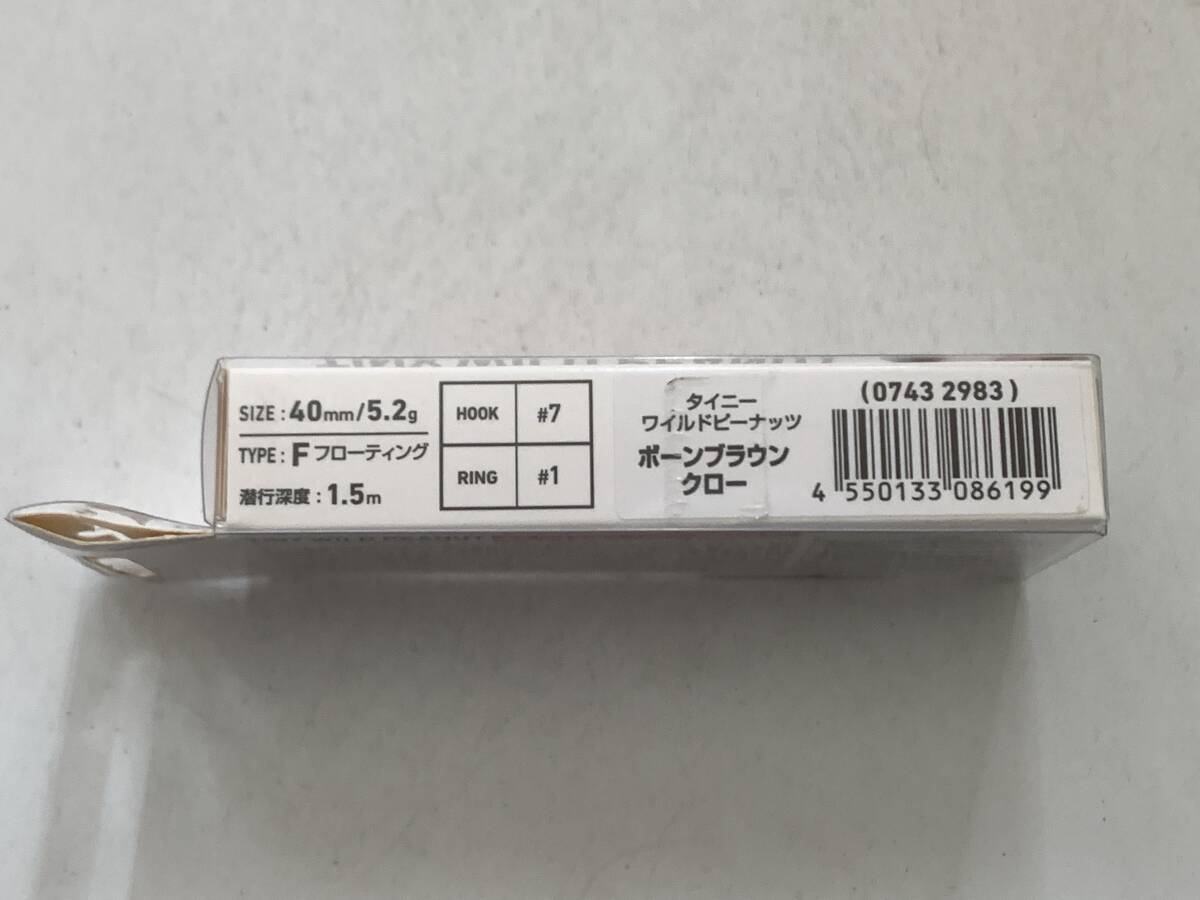 SIZE : 40mm/5.2g
TYPE : F フローティング
潜行深度 : 1.5m
HOOK #7
RING #1
タイニー
ワイルドピーナッツ
ボーンブラウン
クロー
(0743 2983)
4 550133 086199